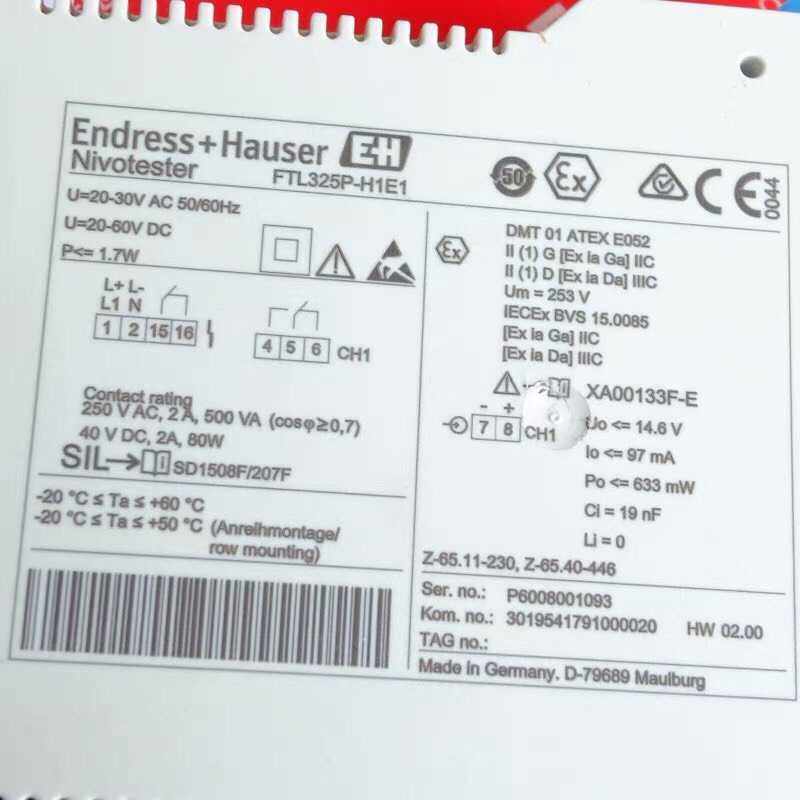 Endress+Hauser EH
Nivotester FTL325P-H1E1
U=20-30V AC 50/60Hz
U=20-60V DC
P<= 1.7W
L+ L-
L1 N
1 2 15 16
4 5 6 CH1
Contact rating
250 V AC, 2 A, 500 VA (cosφ≥0,7)
40 V DC, 2A, 80W
SIL→ SD1508F/207F
-20 °C ≤ Ta ≤ +60 °C
-20 °C ≤ Ta ≤ +50 °C (Anreihmontage/
row mounting)
50 Ex CE 0044
Ex
DMT 01 ATEX E052
II (1) G [Ex ia Ga] IIC
II (1) D [Ex ia Da] IIIC
Um = 253 V
IECEx BVS 15.0085
[Ex ia Ga] IIC
[Ex ia Da] IIIC
XA00133F-E
- +
7 8 CH1
Uo <= 14.6 V
Io <= 97 mA
Po <= 633 mW
Ci = 19 nF
Li = 0
Z-65.11-230, Z-65.40-446
Ser. no.: P6008001093
Kom. no.: 3019541791000020 HW 02.00
TAG no.:
Made in Germany. D-79689 Maulburg